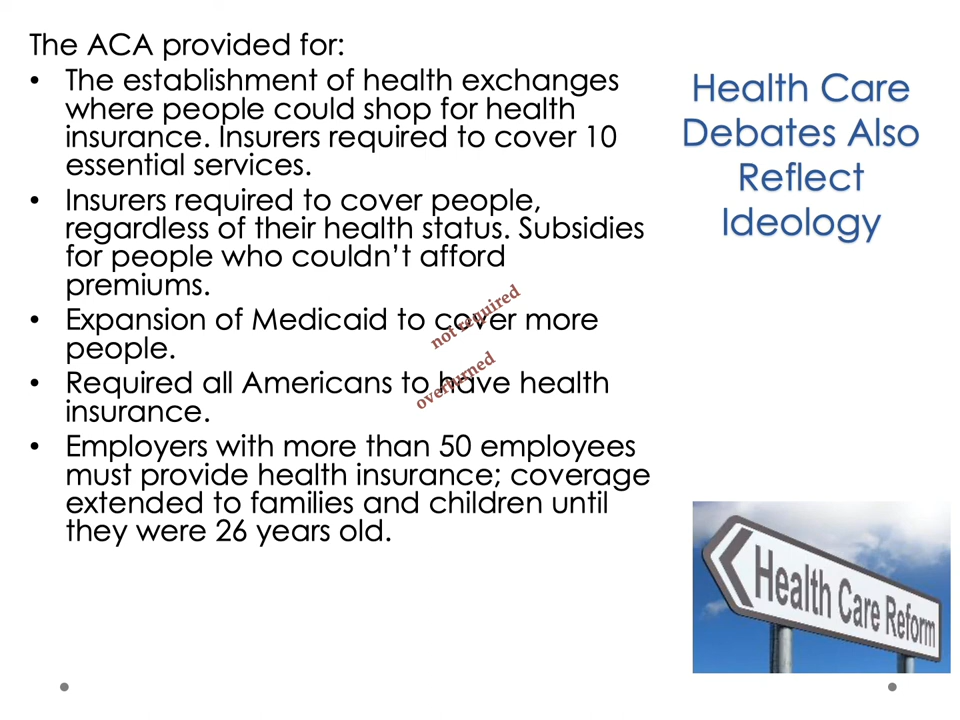 The ACA provided for:
• The establishment of health exchanges
where people could shop for health
insurance. Insurers required to cover 10
essential services.
• Insurers required to cover people,
regardless of their health status. Subsidies
for people who couldn’t afford
premiums.
• Expansion of Medicaid to cover more
people.
not required
• Required all Americans to have health
insurance.
overturned
• Employers with more than 50 employees
must provide health insurance; coverage
extended to families and children until
they were 26 years old.
Health Care
Debates Also
Reflect
Ideology
Health Care Reform